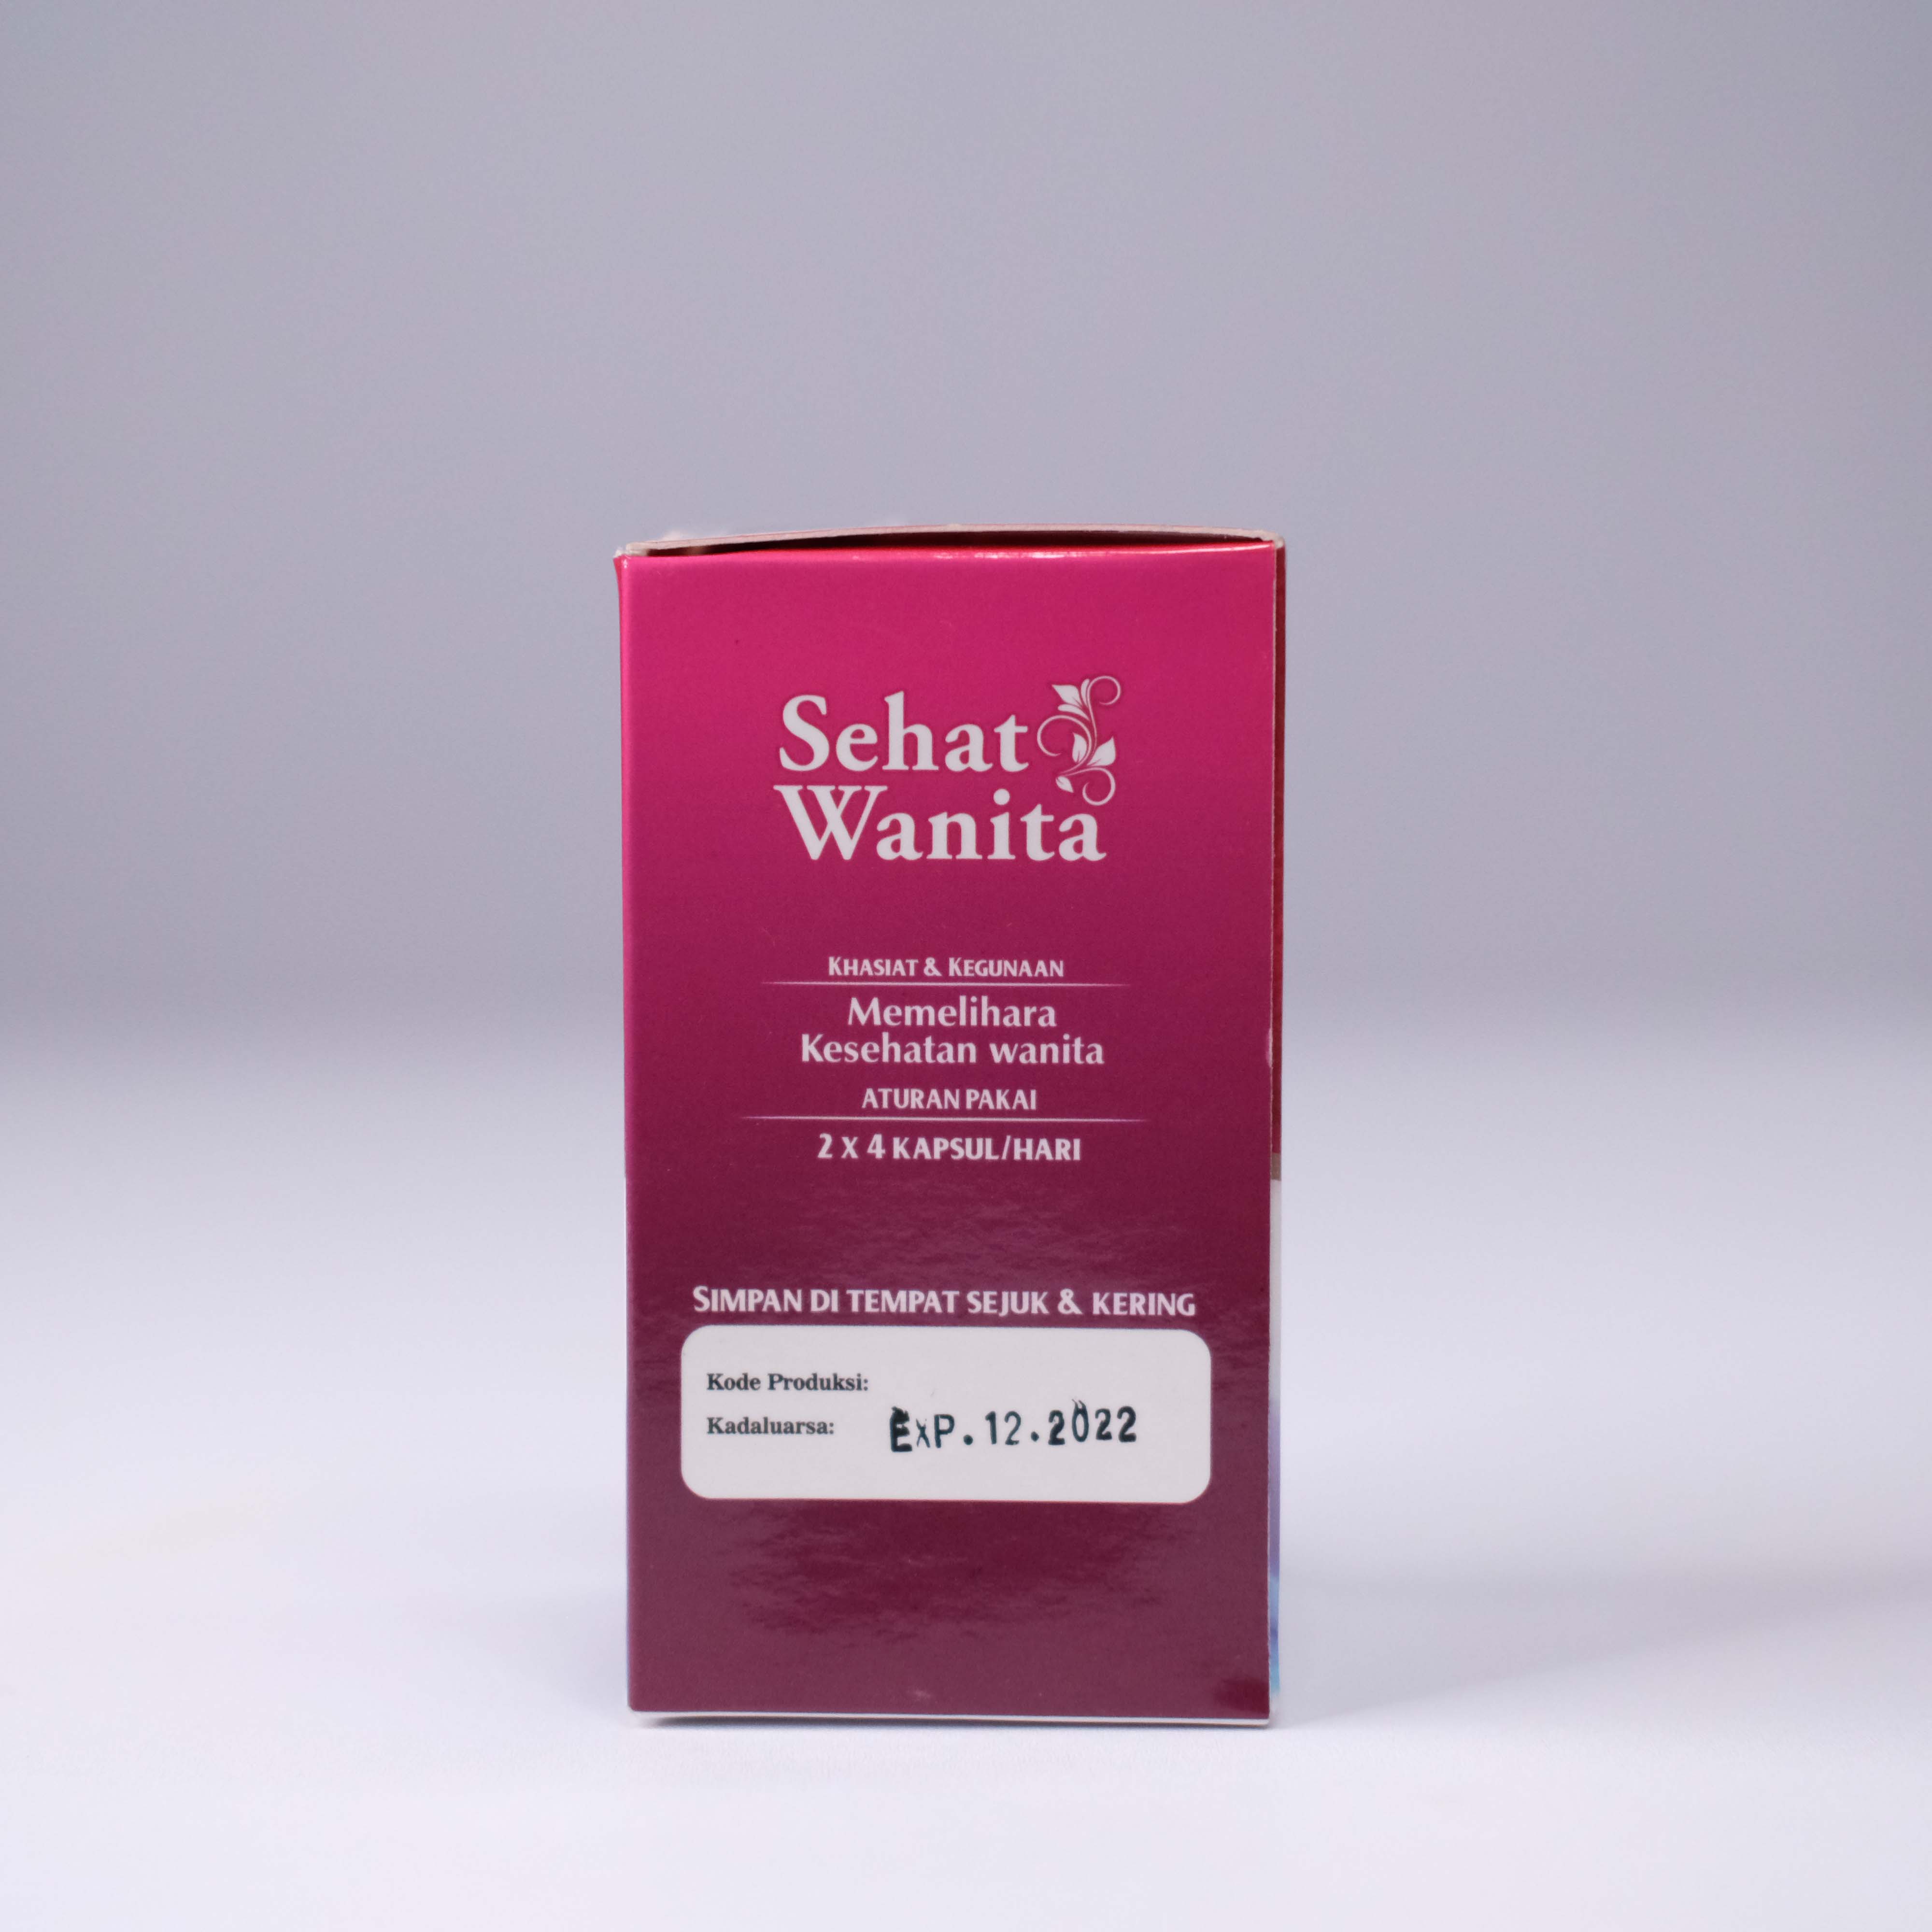 Sehat
Wanita
KHASIAT & KEGUNAAN
Memelihara
Kesehatan wanita
ATURAN PAKAI
2 X 4 KAPSUL/HARI
SIMPAN DI TEMPAT SEJUK & KERING
Kode Produksi:
Kadaluarsa: EXP. 12.2022